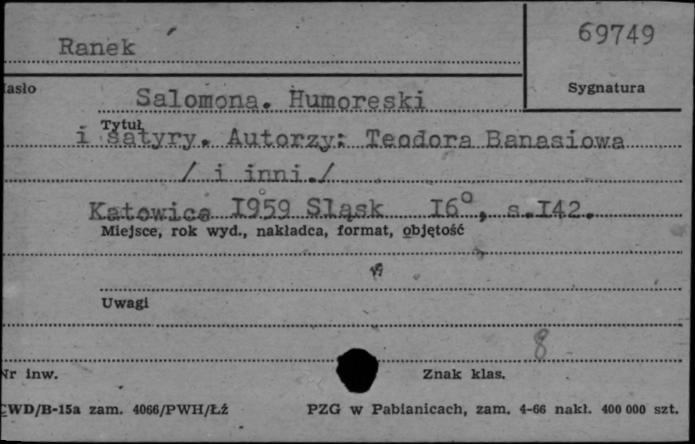 Ranek
69749
Sygnatura
asło
Salomona. Humoreski
Tytuł
i satyry. Autorzy: Teodora Banasiowa
/ i inni./
Katowice 1959 Śląsk 16°, s.142.
Miejsce, rok wyd., nakładca, format, objętość
Uwagi
8
Nr inw.
Znak klas.
CWD/B-15a zam. 4066/PWH/Łź
PZG w Pabianicach, zam. 4-66 nakł. 400 000 szt.